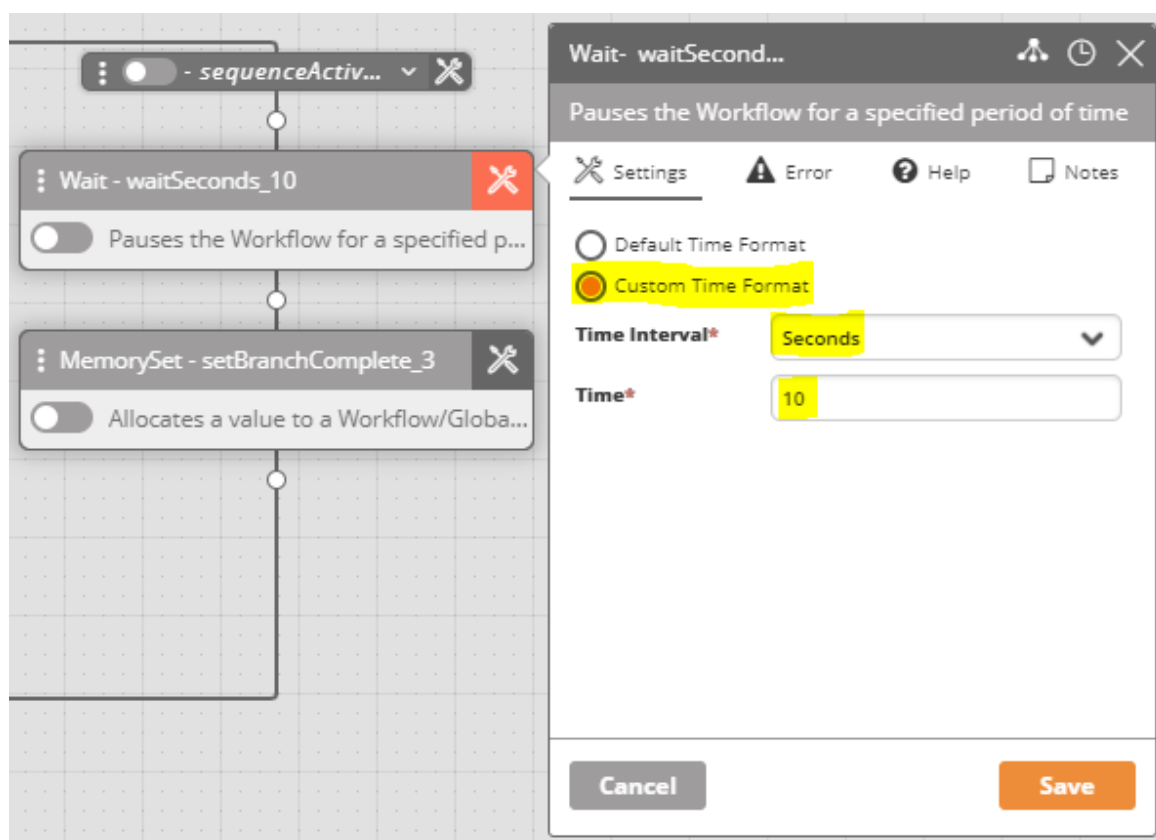 - sequenceActiv...
Wait - waitSeconds_10
Pauses the Workflow for a specified p...
MemorySet - setBranchComplete_3
Allocates a value to a Workflow/Globa...
Wait- waitSecond...
Pauses the Workflow for a specified period of time
Settings Error Help Notes
Default Time Format
Custom Time Format
Time Interval* Seconds
Time* 10
Cancel Save